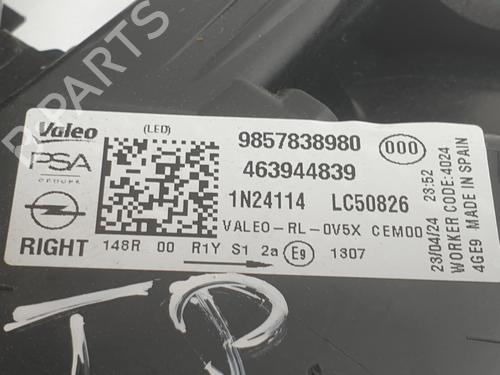 B-PARTS
Valeo
(LED)
9857838980
000
PSA
GROUPE
463944839
1N24114 LC50826
VALEO-RL-0V5X CEM00
RIGHT
148R 00 R1Y S1 2a E9 1307
23/04/24 23:52
WORKER CODE:4024
4GE9 MADE IN SPAIN